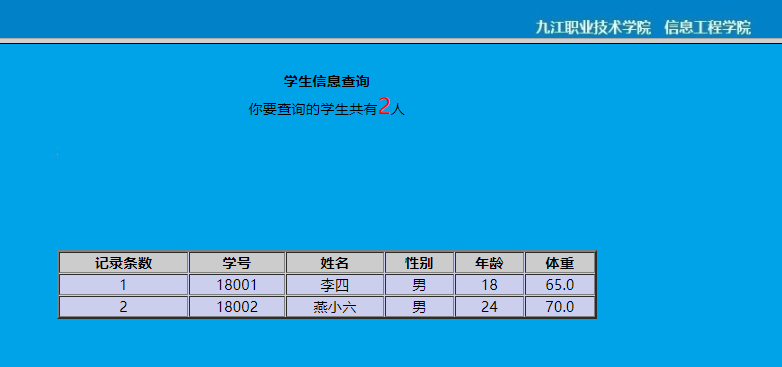 九江职业技术学院 信息工程学院
学生信息查询
你要查询的学生共有2人
记录条数 学号 姓名 性别 年龄 体重
1 18001 李四 男 18 65.0
2 18002 燕小六 男 24 70.0